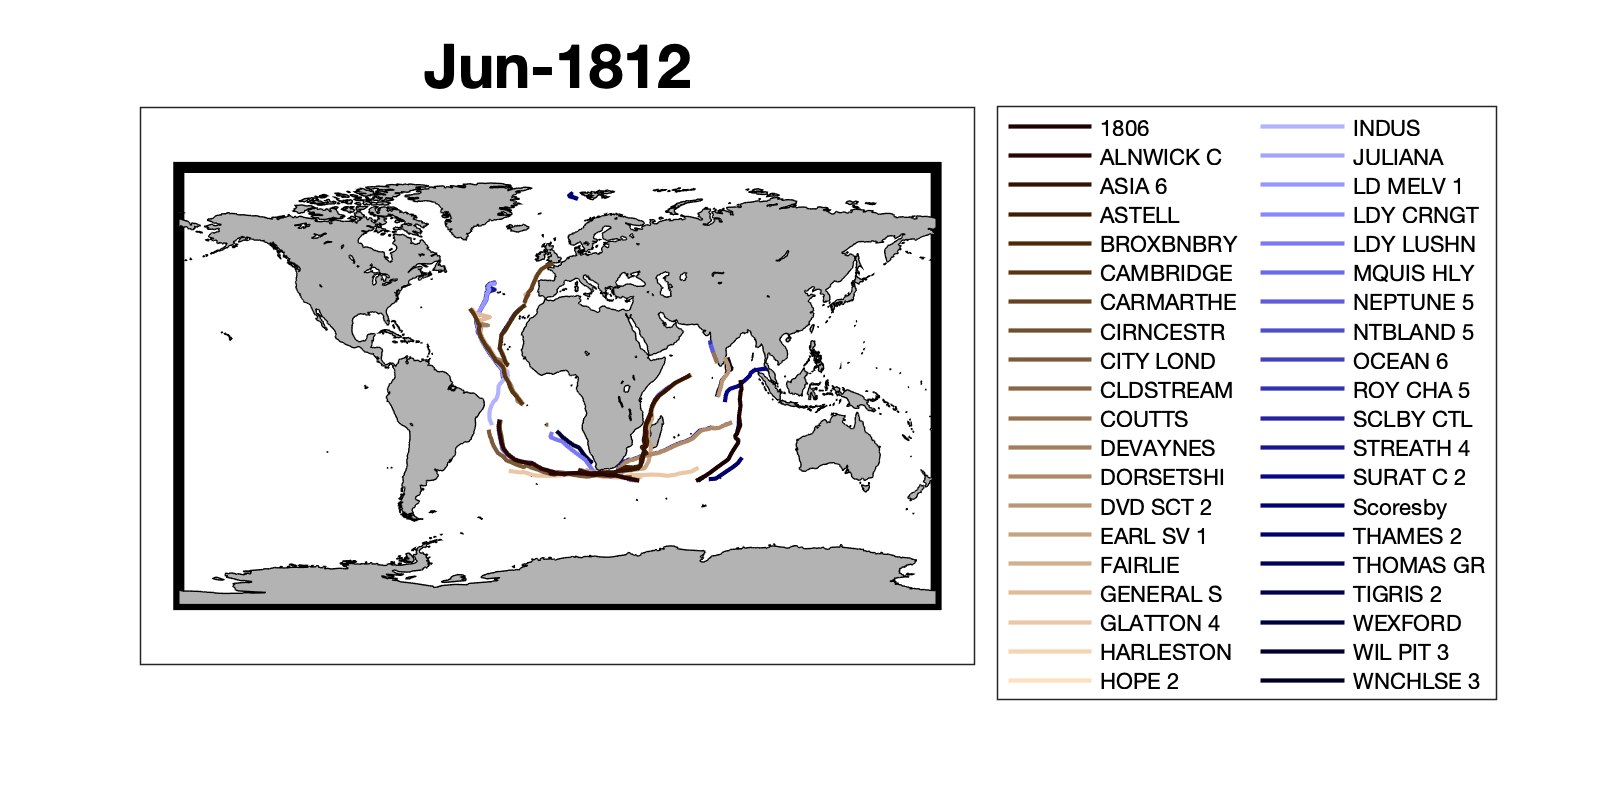 Jun-1812
1806
ALNWICK C
ASIA 6
ASTELL
BROXBNBRY
CAMBRIDGE
CARMARTHE
CIRNCESTR
CITY LOND
CLDSTREAM
COUTTS
DEVAYNES
DORSETSHI
DVD SCT 2
EARL SV 1
FAIRLIE
GENERAL S
GLATTON 4
HARLESTON
HOPE 2
INDUS
JULIANA
LD MELV 1
LDY CRNGT
LDY LUSHN
MQUIS HLY
NEPTUNE 5
NTBLAND 5
OCEAN 6
ROY CHA 5
SCLBY CTL
STREATH 4
SURAT C 2
Scoresby
THAMES 2
THOMAS GR
TIGRIS 2
WEXFORD
WIL PIT 3
WNCHLSE 3